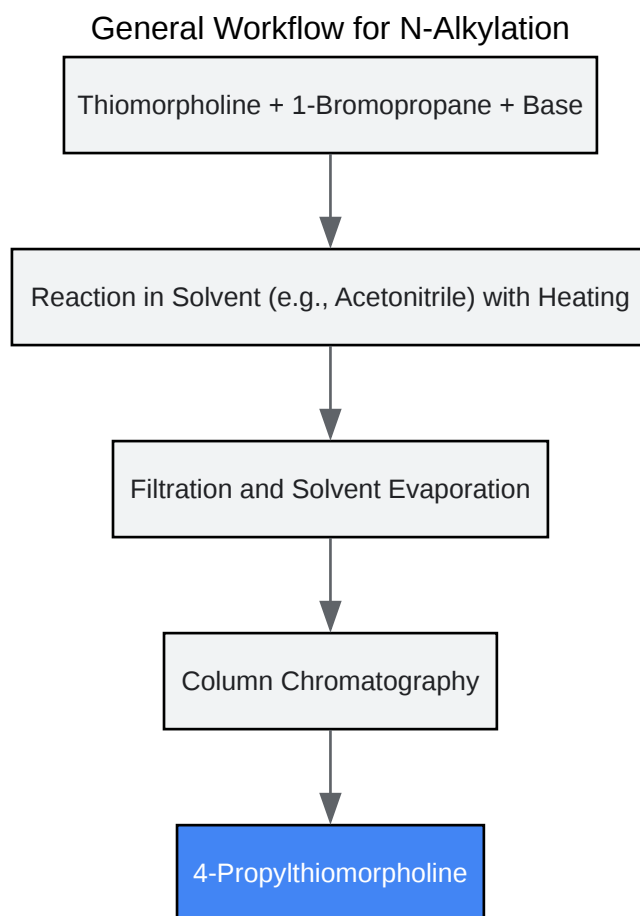 General Workflow for N-Alkylation
Thiomorpholine + 1-Bromopropane + Base
Reaction in Solvent (e.g., Acetonitrile) with Heating
Filtration and Solvent Evaporation
Column Chromatography
4-Propylthiomorpholine